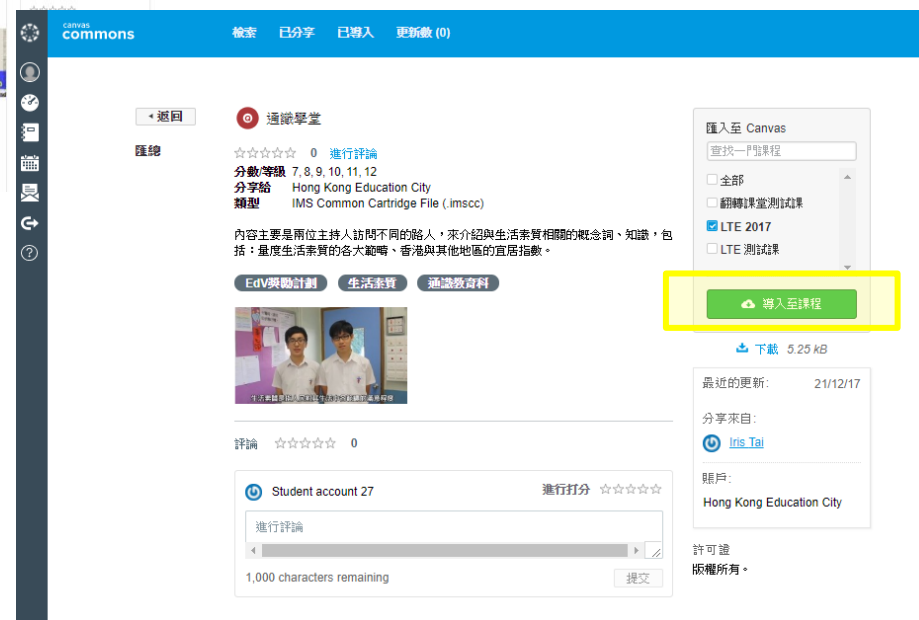 canvas
commons
檢索 已分享 已導入 更新數 (0)
返回
匯總
通識學堂
0 進行評論
分數/等級 7, 8, 9, 10, 11, 12
分享給 Hong Kong Education City
類型 IMS Common Cartridge File (.imscc)
內容主要是兩位主持人訪問不同的路人，來介紹與生活素質相關的概念詞、知識，包
括：量度生活素質的各大範疇、香港與其他地區的宜居指數。
EdV獎勵計劃 生活素質 通識教育科
評論 0
Student account 27 進行打分
進行評論
1,000 characters remaining 提交
匯入至 Canvas
查找一門課程
全部
翻轉課堂測試課
LTE 2017
LTE 測試課
導入至課程
下載 5.25 kB
最近的更新: 21/12/17
分享來自:
Iris Tai
賬戶:
Hong Kong Education City
許可證
版權所有。